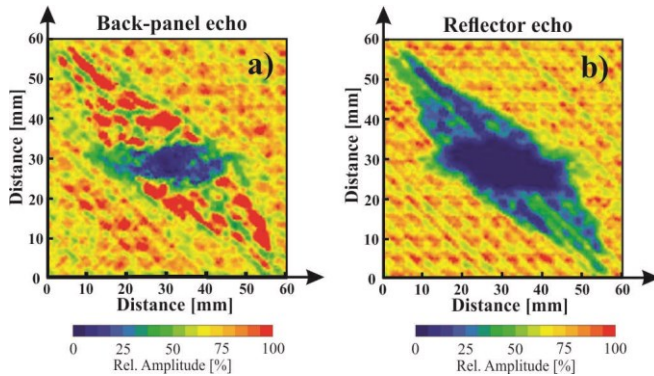 Back-panel echo
a)
60
50
40
30
20
10
0
Distance [mm]
0 10 20 30 40 50 60
Distance [mm]
0 25 50 75 100
Rel. Amplitude [%]
Reflector echo
b)
60
50
40
30
20
10
0
Distance [mm]
0 10 20 30 40 50 60
Distance [mm]
0 25 50 75 100
Rel. Amplitude [%]